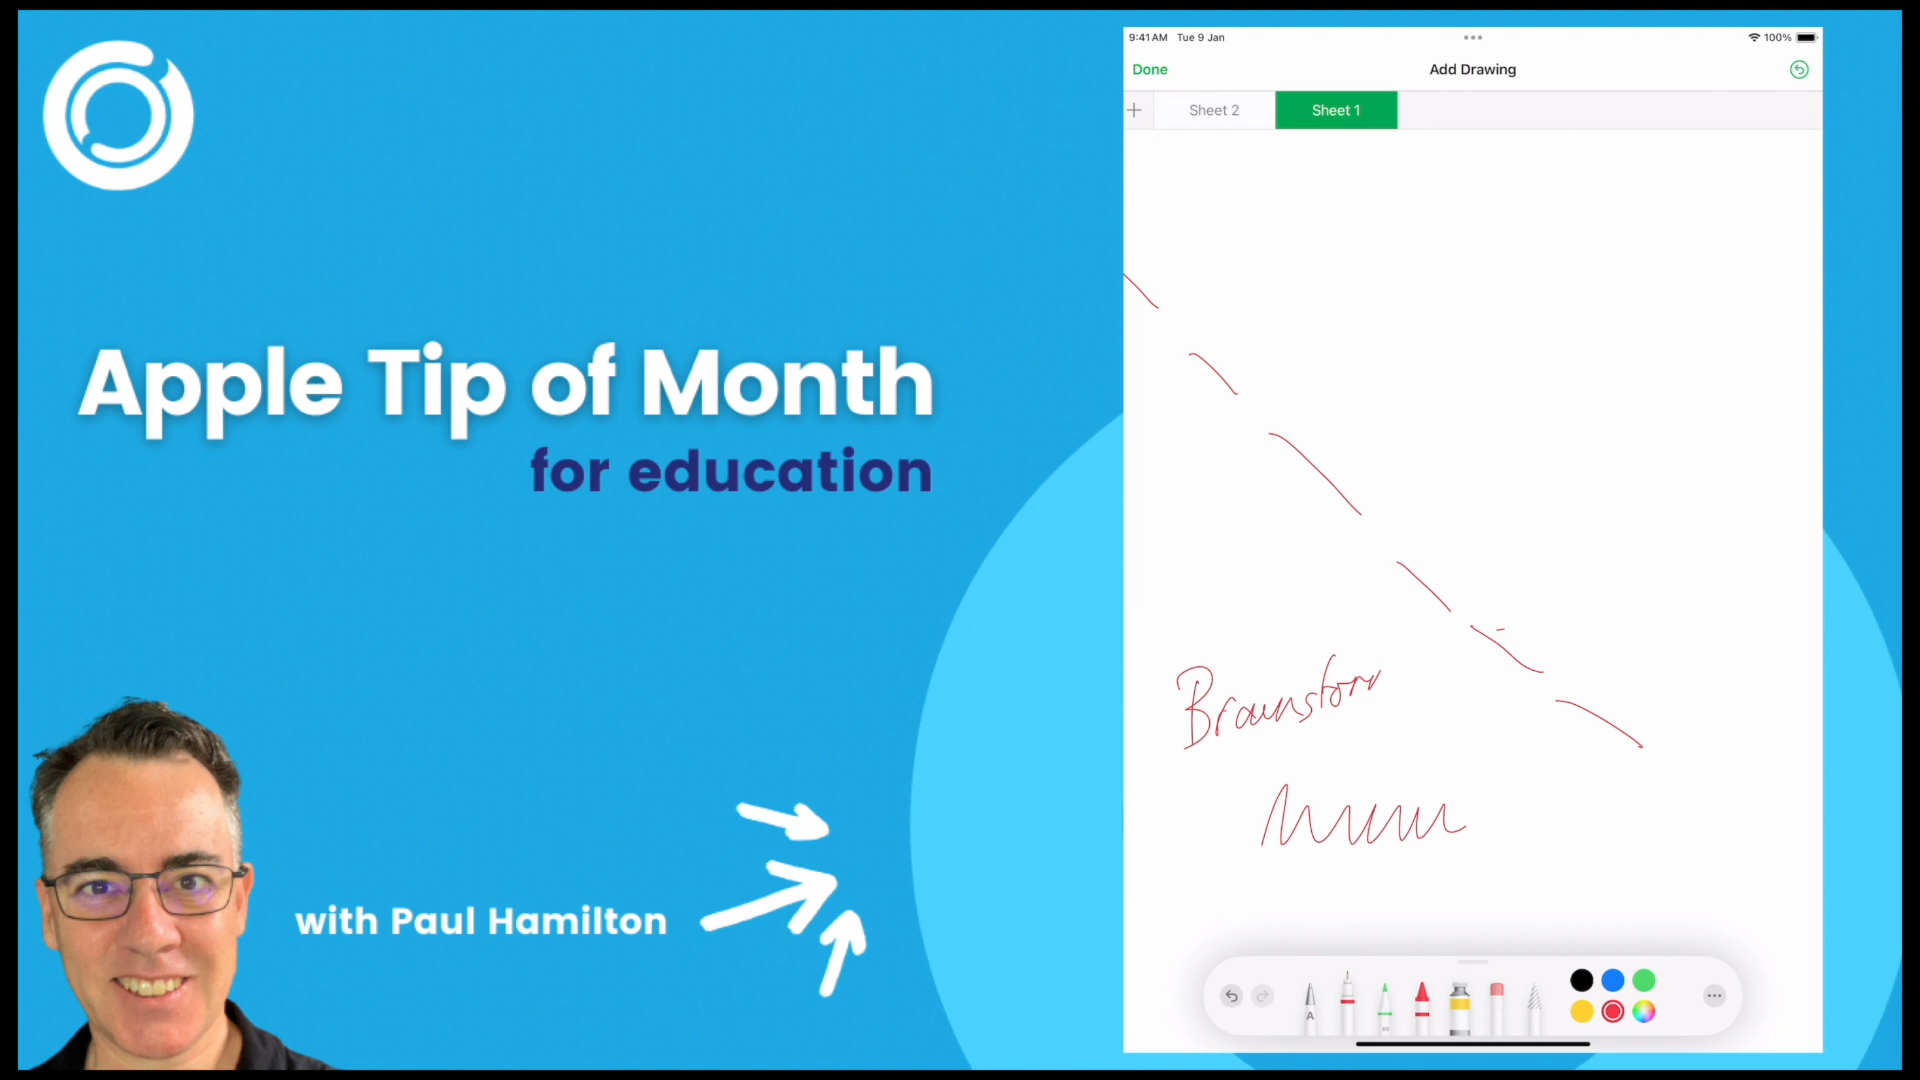 Apple Tip of Month
for education
with Paul Hamilton
9:41 AM Tue 9 Jan
100%
Done
Add Drawing
Sheet 2
Sheet 1
A
50